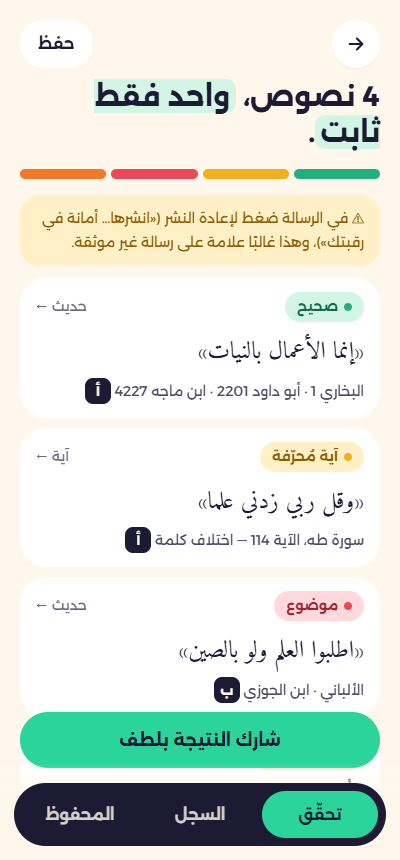 →
حفظ
4 نصوص، واحد فقط
ثابت.
⚠ في الرسالة ضغط لإعادة النشر («انشرها... أمانة في
رقبتك»)، وهذا غالبًا علامة على رسالة غير موثقة.
صحيح
حديث ←
«إنما الأعمال بالنيات»
البخاري 1 · أبو داود 2201 · ابن ماجه 4227 أ
آية مُحرّفة
آية ←
«وقل ربي زدني علما»
سورة طه، الآية 114 — اختلاف كلمة أ
موضوع
حديث ←
«اطلبوا العلم ولو بالصين»
الألباني · ابن الجوزي ب
شارك النتيجة بلطف
تحقّق
السجل
المحفوظ